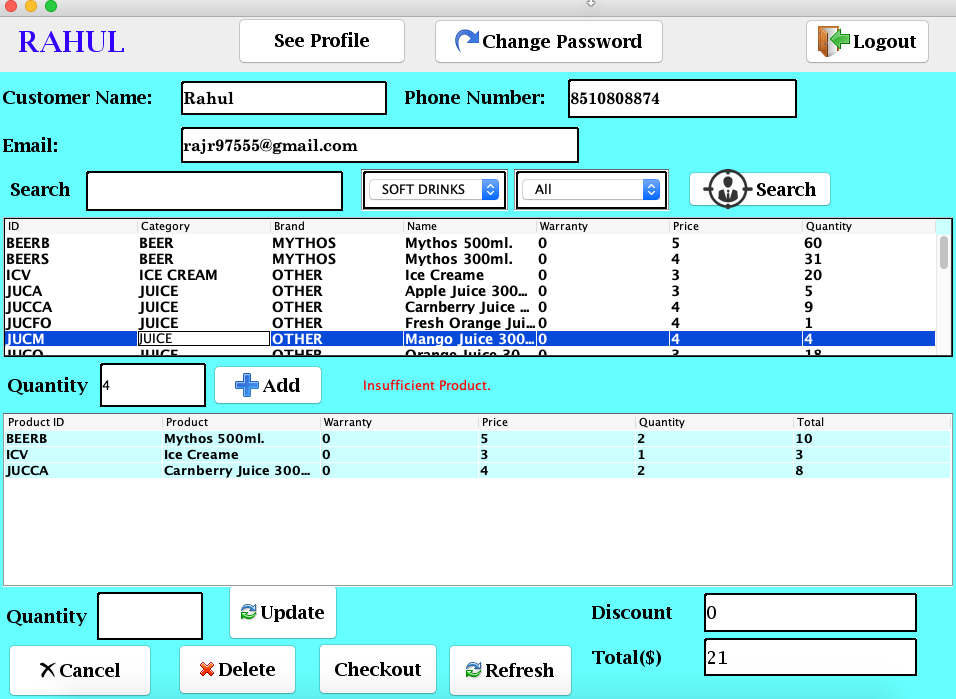 RAHUL See Profile Change Password Logout
Customer Name: Rahul Phone Number: 8510808874
Email: rajr97555@gmail.com
Search SOFT DRINKS All Search
ID Category Brand Name Warranty Price Quantity
BEERB BEER MYTHOS Mythos 500ml. 0 5 60
BEERS BEER MYTHOS Mythos 300ml. 0 4 31
ICV ICE CREAM OTHER Ice Creame 0 3 20
JUCA JUICE OTHER Apple Juice 300... 0 3 5
JUCCA JUICE OTHER Carnberry Juice ... 0 4 9
JUCFO JUICE OTHER Fresh Orange Jui... 0 4 1
JUCM JUICE OTHER Mango Juice 300... 0 4 4
JUCO JUICE OTHER Orange Juice 30... 0 3 18
Quantity 4 Add Insufficient Product.
Product ID Product Warranty Price Quantity Total
BEERB Mythos 500ml. 0 5 2 10
ICV Ice Creame 0 3 1 3
JUCCA Carnberry Juice 300... 0 4 2 8
Quantity Update Discount 0
Cancel Delete Checkout Refresh Total($) 21